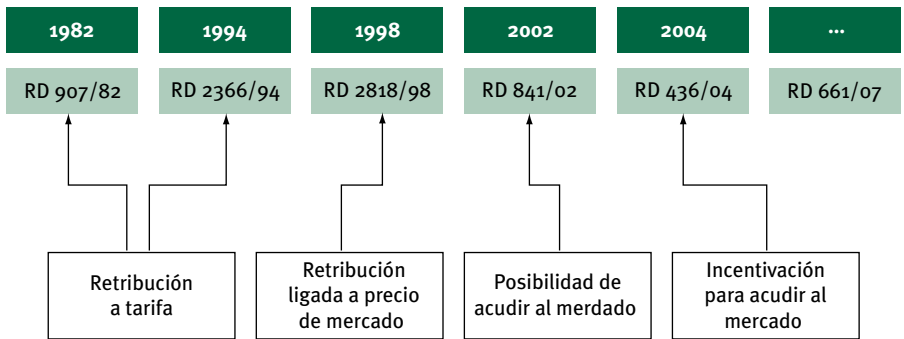 1982
1994
1998
2002
2004
...
RD 907/82
RD 2366/94
RD 2818/98
RD 841/02
RD 436/04
RD 661/07
Retribución
a tarifa
Retribución
ligada a precio
de mercado
Posibilidad de
acudir al merdado
Incentivación
para acudir al
mercado